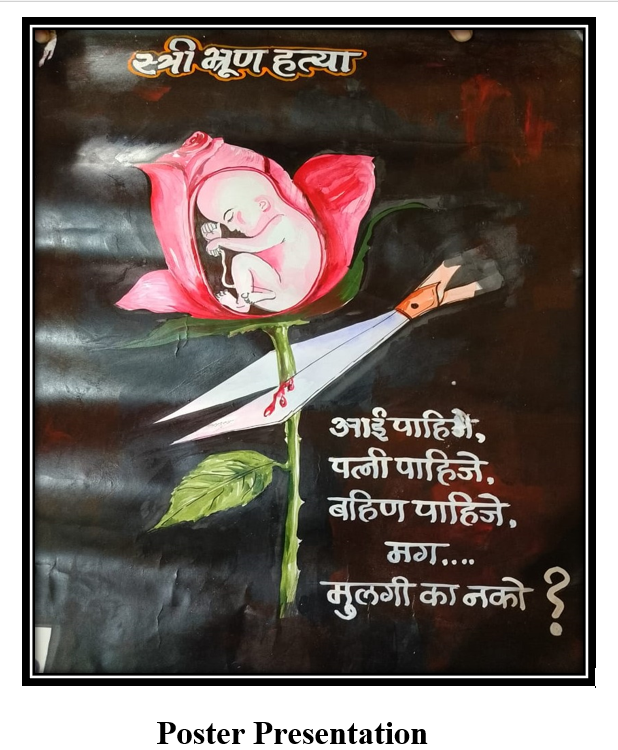 स्त्री भ्रूण हत्या
आई पाहिजे,
पत्नी पाहिजे,
बहिण पाहिजे,
मग....
मुलगी का नको ?
Poster Presentation